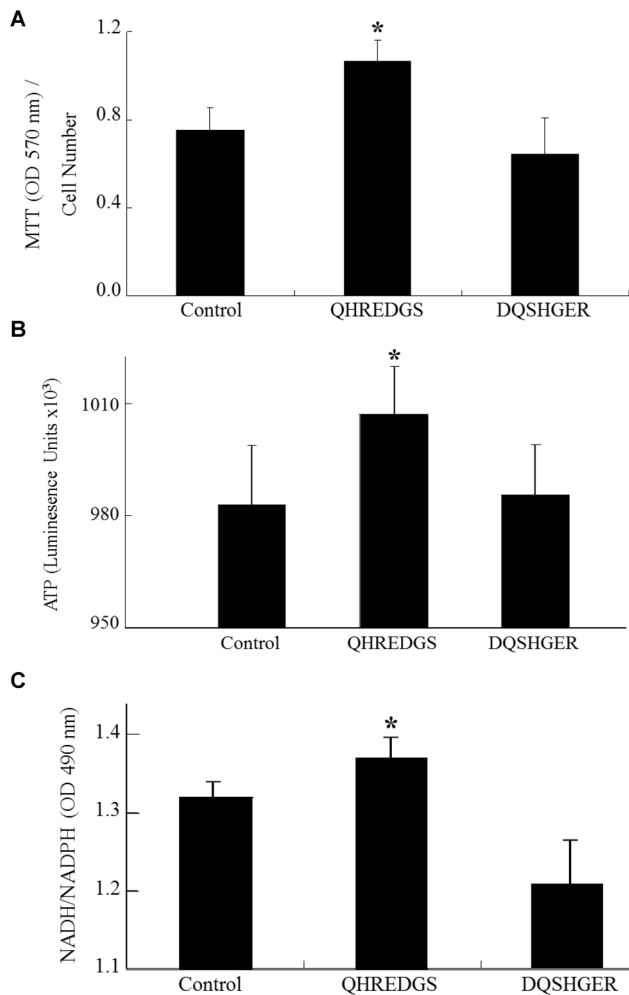 A
MTT (OD 570 nm) /
Cell Number
1.2
0.8
0.4
0.0
*
Control QHREDGS DQSHGER
B
ATP (Luminesence Units x10³)
1010
980
950
*
Control QHREDGS DQSHGER
C
NADH/NADPH (OD 490 nm)
1.4
1.3
1.2
1.1
*
Control QHREDGS DQSHGER